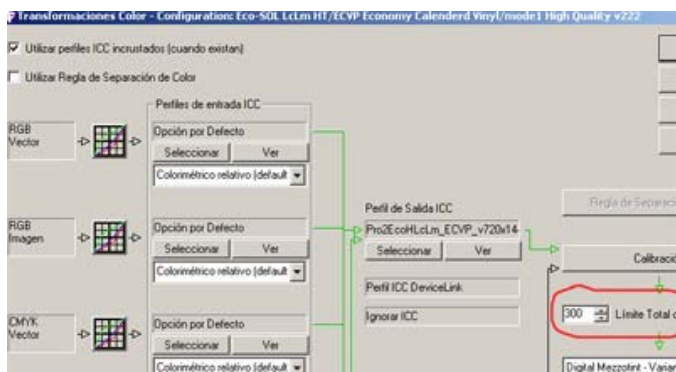 Transformaciones Color - Configuration: Eco-SOL LcLm HT/ECVP Economy Calenderd Vinyl/mode1 High Quality v222
Utilizar perfiles ICC incrustados (cuando existan)
Utilizar Regla de Separación de Color
Perfiles de entrada ICC
RGB
Vector
Opción por Defecto
Seleccionar Ver
Colorimétrico relativo (default
RGB
Imagen
Opción por Defecto
Seleccionar Ver
Colorimétrico relativo (default
CMYK
Vector
Opción por Defecto
Seleccionar Ver
Colorimétrico relativo (default
Perfil de Salida ICC
Pro2EcoHLcLm_ECVP_v720x14
Seleccionar Ver
Perfil ICC DeviceLink
Ignorar ICC
Regla de Separaci
Calibració
300 Límite Total d
Digital Mezzotint - Varian